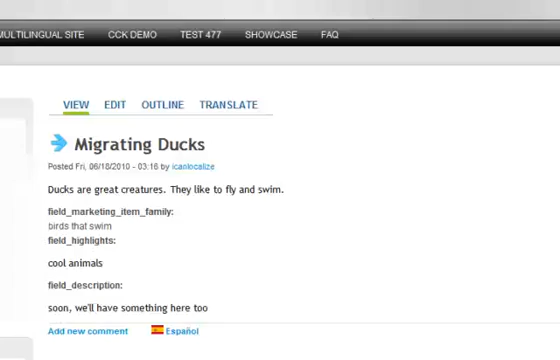 MULTILINGUAL SITE CCK DEMO TEST 477 SHOWCASE FAQ
VIEW EDIT OUTLINE TRANSLATE
Migrating Ducks
Posted Fri, 06/18/2010 - 03:16 by icanlocalize
Ducks are great creatures. They like to fly and swim.
field_marketing_item_family:
birds that swim
field_highlights:
cool animals
field_description:
soon, we'll have something here too
Add new comment Español